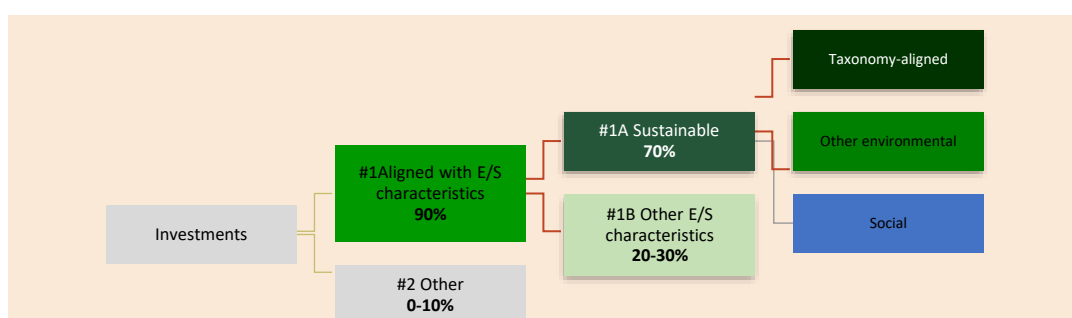 Investments
#1Aligned with E/S
characteristics
90%
#2 Other
0-10%
#1A Sustainable
70%
#1B Other E/S
characteristics
20-30%
Taxonomy-aligned
Other environmental
Social